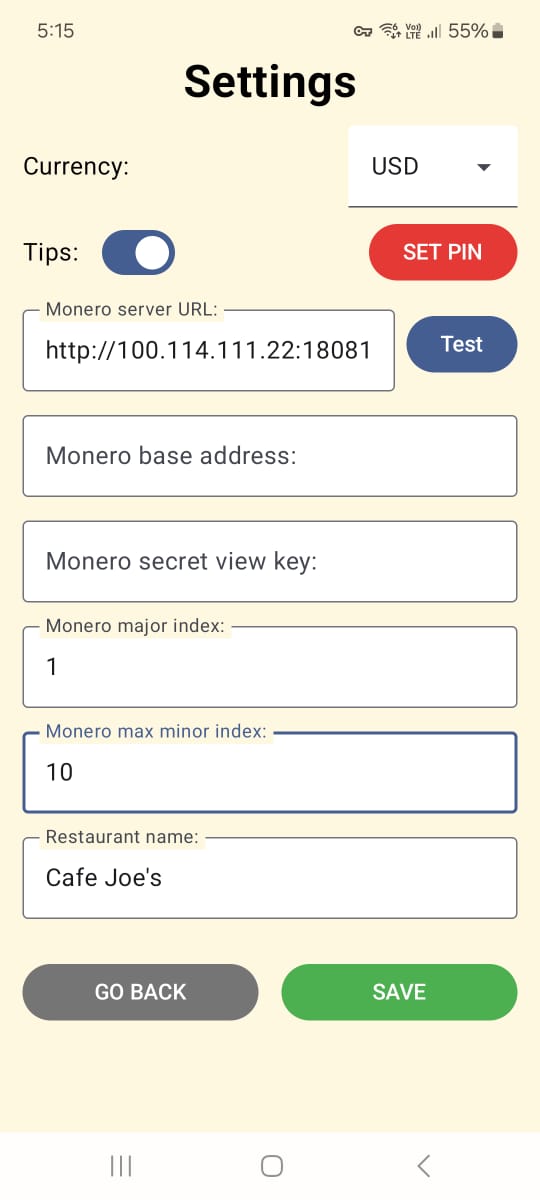 5:15
Vo)) LTE 55%
Settings
Currency: USD
Tips: SET PIN
Monero server URL:
http://100.114.111.22:18081 Test
Monero base address:
Monero secret view key:
Monero major index:
1
Monero max minor index:
10
Restaurant name:
Cafe Joe's
GO BACK SAVE